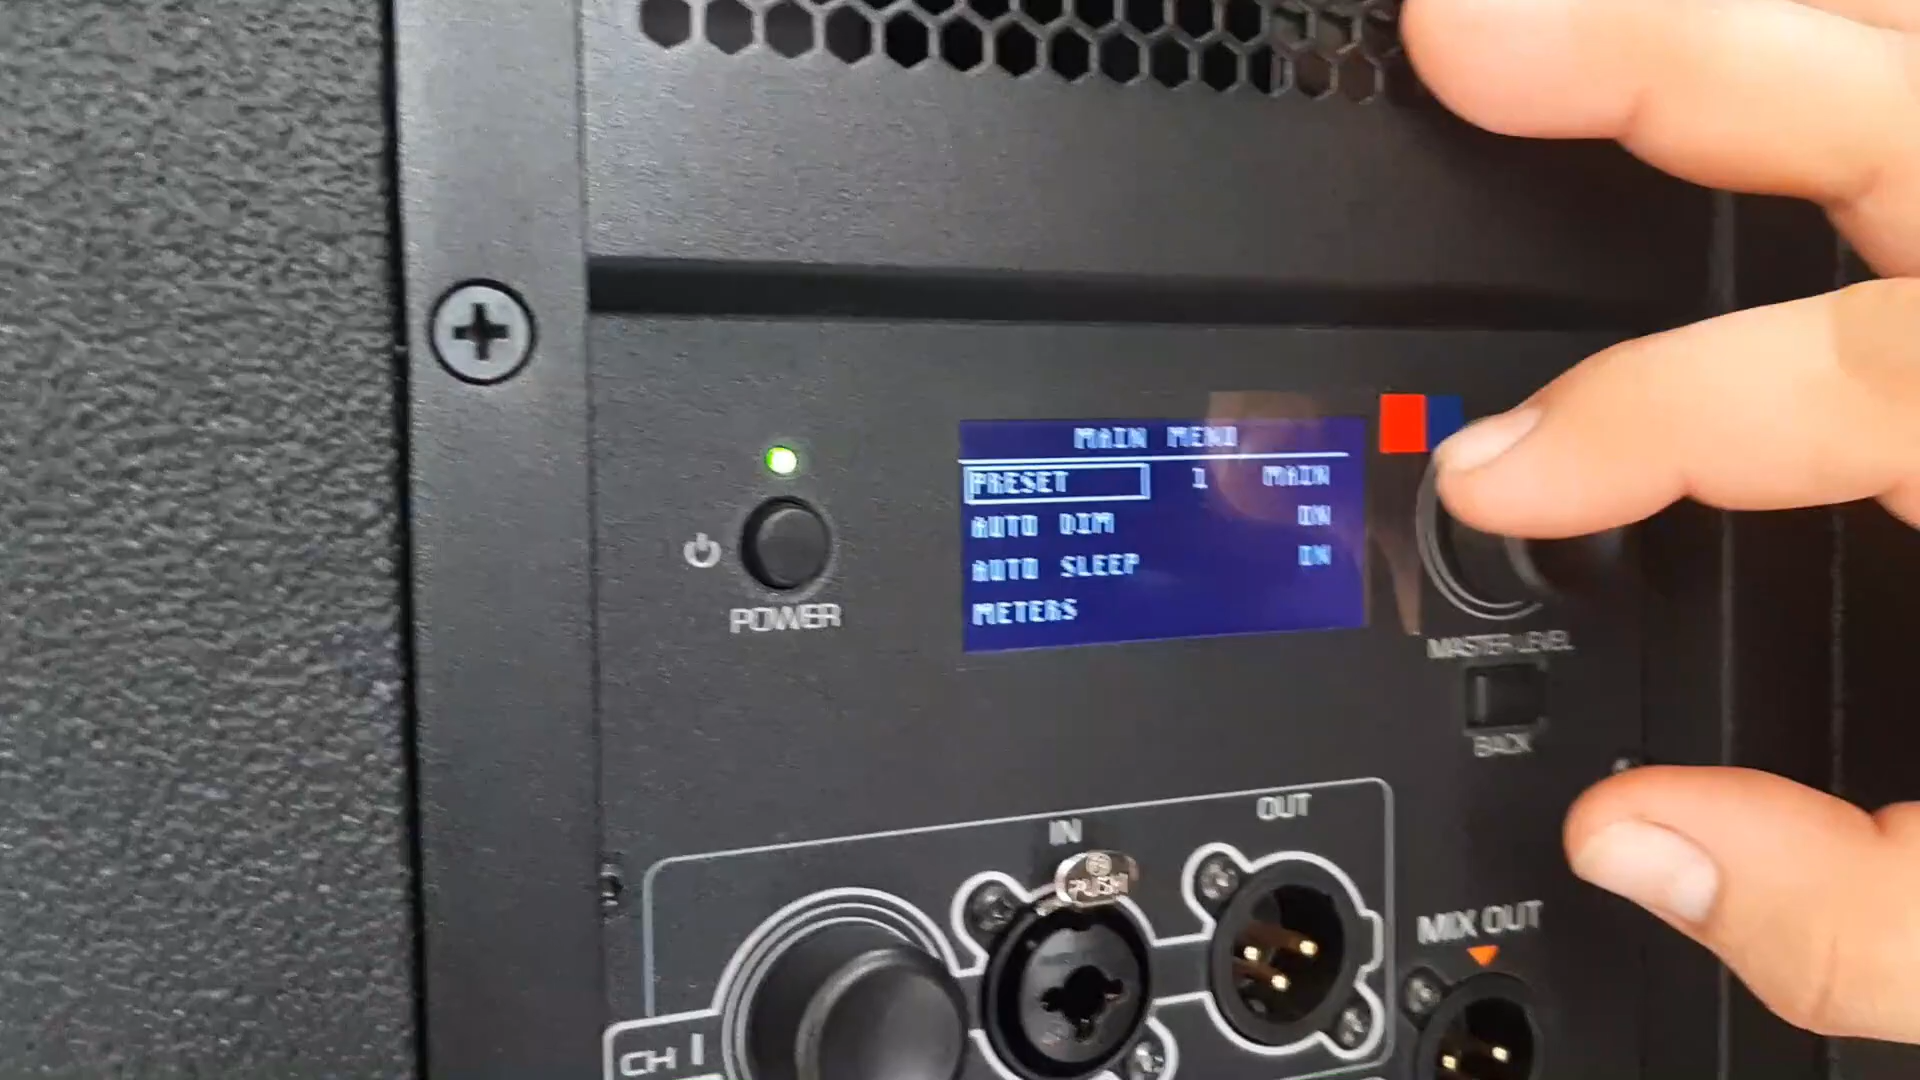 MAIN MENU
PRESET 1 MAIN
AUTO DIM ON
AUTO SLEEP ON
METERS
POWER
MASTER LEVEL
BACK
OUT
IN
PUSH
MIX OUT
CH 1